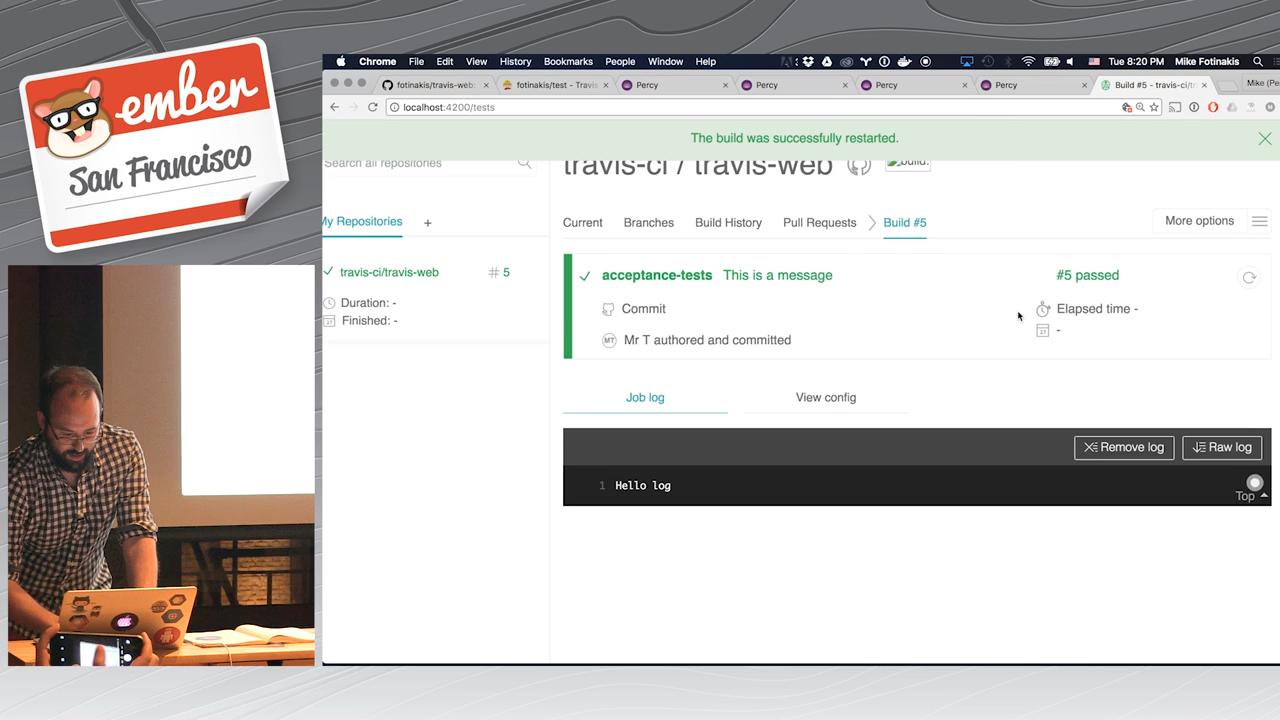 ember
San Francisco
Chrome File Edit View History Bookmarks People Window Help
Tue 8:20 PM Mike Fotinakis
fotinakis/travis-web:
fotinakis/test - Travis
Percy
Percy
Percy
Percy
Build #5 - travis-ci/tr
localhost:4200/tests
The build was successfully restarted.
Search all repositories
travis-ci / travis-web
My Repositories +
Current Branches Build History Pull Requests Build #5
More options
travis-ci/travis-web # 5
Duration: -
Finished: -
acceptance-tests This is a message
#5 passed
Commit
Elapsed time -
-
MT Mr T authored and committed
Job log View config
Remove log Raw log
1 Hello log
Top